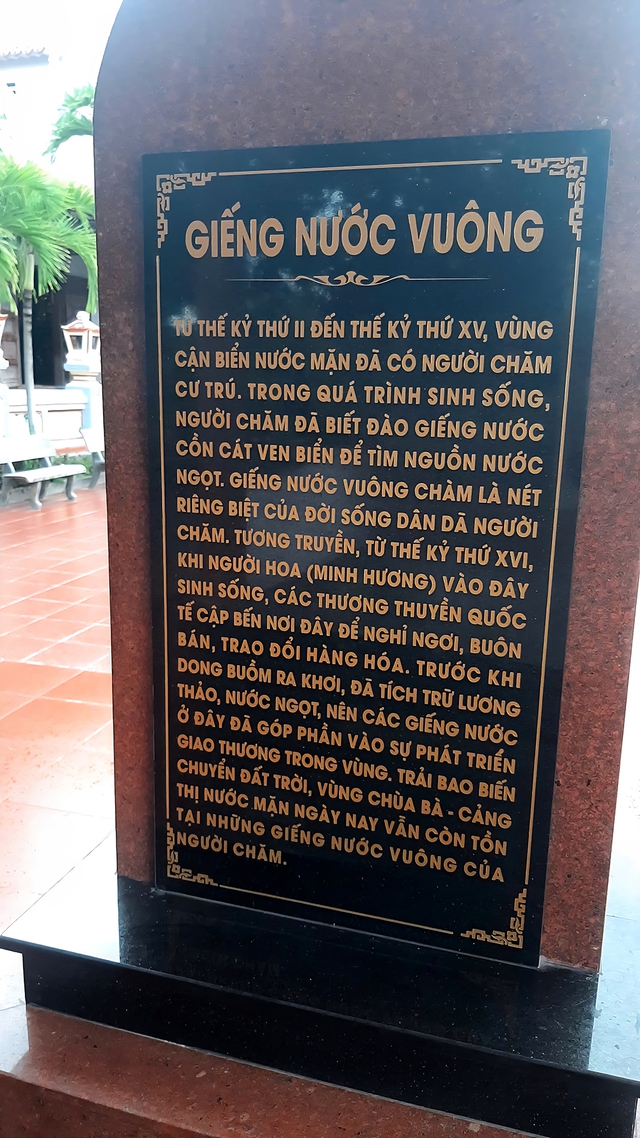 GIẾNG NƯỚC VUÔNG
TỪ THẾ KỶ THỨ II ĐẾN THẾ KỶ THỨ XV, VÙNG
CẬN BIỂN NƯỚC MẶN ĐÃ CÓ NGƯỜI CHĂM
CƯ TRÚ. TRONG QUÁ TRÌNH SINH SỐNG,
NGƯỜI CHĂM ĐÃ BIẾT ĐÀO GIẾNG NƯỚC
CỒN CÁT VEN BIỂN ĐỂ TÌM NGUỒN NƯỚC
NGỌT. GIẾNG NƯỚC VUÔNG CHÀM LÀ NÉT
RIÊNG BIỆT CỦA ĐỜI SỐNG DÂN DÃ NGƯỜI
CHĂM. TƯƠNG TRUYỀN, TỪ THẾ KỶ THỨ XVI,
KHI NGƯỜI HOA (MINH HƯƠNG) VÀO ĐÂY
SINH SỐNG, CÁC THƯƠNG THUYỀN QUỐC
TẾ CẬP BẾN NƠI ĐÂY ĐỂ NGHỈ NGƠI, BUÔN
BÁN, TRAO ĐỔI HÀNG HÓA. TRƯỚC KHI
DONG BUỒM RA KHƠI, ĐÃ TÍCH TRỮ LƯƠNG
THẢO, NƯỚC NGỌT, NÊN CÁC GIẾNG NƯỚC
Ở ĐÂY ĐÃ GÓP PHẦN VÀO SỰ PHÁT TRIỂN
GIAO THƯƠNG TRONG VÙNG. TRẢI BAO BIẾN
CHUYỂN ĐẤT TRỜI, VÙNG CHÙA BÀ - CẢNG
THỊ NƯỚC MẶN NGÀY NAY VẪN CÒN TỒN
TẠI NHỮNG GIẾNG NƯỚC VUÔNG CỦA
NGƯỜI CHĂM.